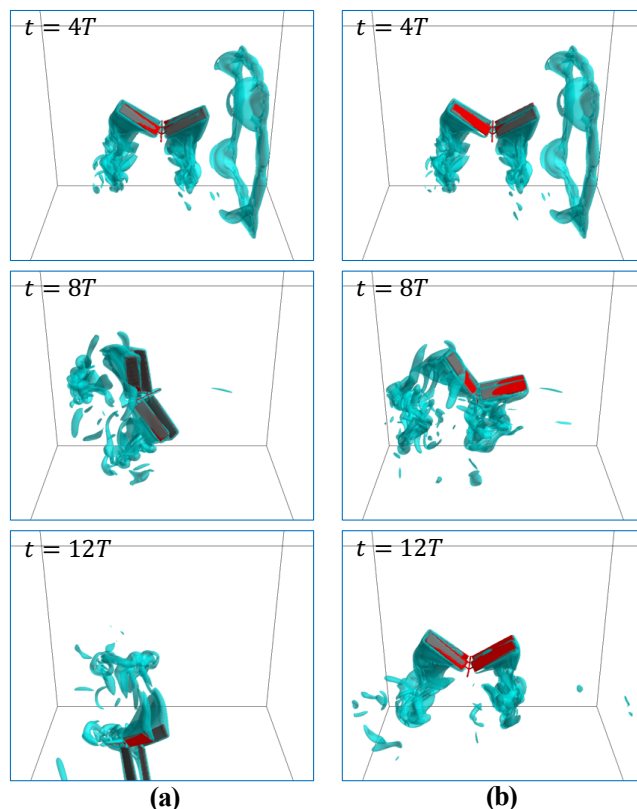 t = 4T t = 4T
t = 8T t = 8T
t = 12T t = 12T
(a) (b)